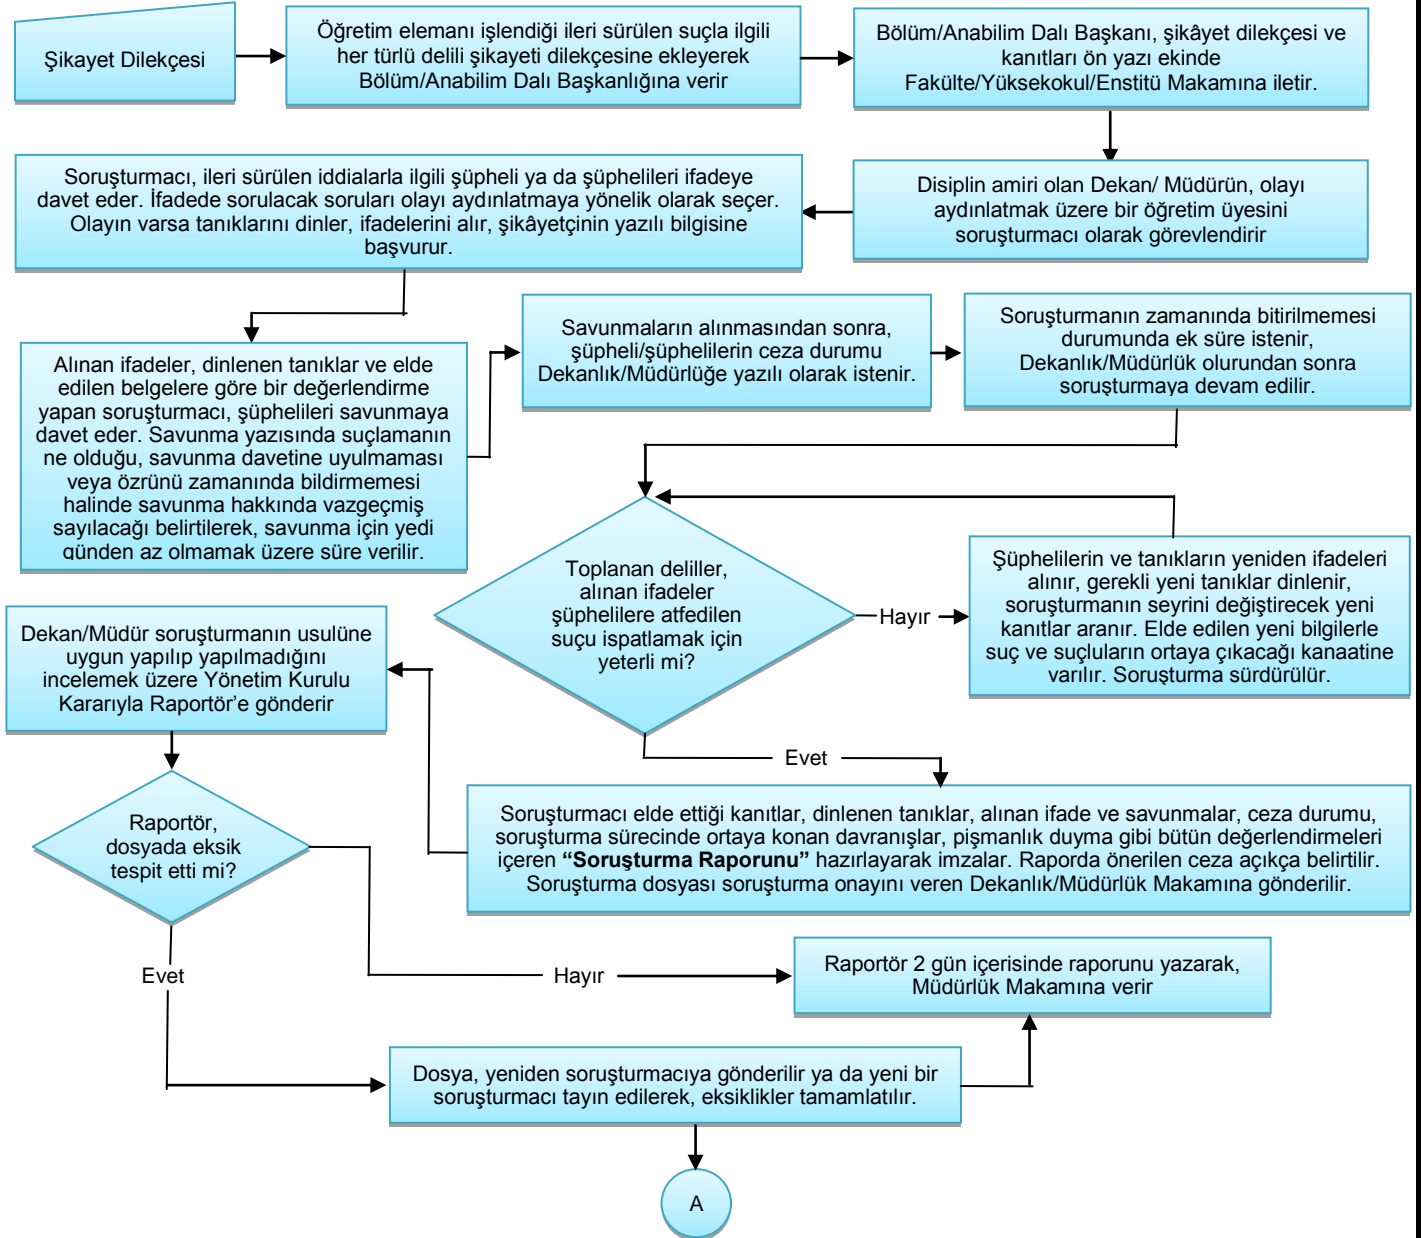 Şikayet Dilekçesi
Öğretim elemanı işlendiği ileri sürülen suçla ilgili
her türlü delili şikayeti dilekçesine ekleyerek
Bölüm/Anabilim Dalı Başkanlığına verir
Bölüm/Anabilim Dalı Başkanı, şikâyet dilekçesi ve
kanıtları ön yazı ekinde
Fakülte/Yüksekokul/Enstitü Makamına iletir.
Disiplin amiri olan Dekan/ Müdürün, olayı
aydınlatmak üzere bir öğretim üyesini
soruşturmacı olarak görevlendirir
Soruşturmacı, ileri sürülen iddialarla ilgili şüpheli ya da şüphelileri ifadeye
davet eder. İfadede sorulacak soruları olayı aydınlatmaya yönelik olarak seçer.
Olayın varsa tanıklarını dinler, ifadelerini alır, şikâyetçinin yazılı bilgisine
başvurur.
Alınan ifadeler, dinlenen tanıklar ve elde
edilen belgelere göre bir değerlendirme
yapan soruşturmacı, şüphelileri savunmaya
davet eder. Savunma yazısında suçlamanın
ne olduğu, savunma davetine uyulmaması
veya özrünü zamanında bildirmemesi
halinde savunma hakkında vazgeçmiş
sayılacağı belirtilerek, savunma için yedi
günden az olmamak üzere süre verilir.
Savunmaların alınmasından sonra,
şüpheli/şüphelilerin ceza durumu
Dekanlık/Müdürlüğe yazılı olarak istenir.
Soruşturmanın zamanında bitirilmemesi
durumunda ek süre istenir,
Dekanlık/Müdürlük olurundan sonra
soruşturmaya devam edilir.
Toplanan deliller,
alınan ifadeler
şüphelilere atfedilen
suçu ispatlamak için
yeterli mi?
Hayır
Şüphelilerin ve tanıkların yeniden ifadeleri
alınır, gerekli yeni tanıklar dinlenir,
soruşturmanın seyrini değiştirecek yeni
kanıtlar aranır. Elde edilen yeni bilgilerle
suç ve suçluların ortaya çıkacağı kanaatine
varılır. Soruşturma sürdürülür.
Evet
Soruşturmacı elde ettiği kanıtlar, dinlenen tanıklar, alınan ifade ve savunmalar, ceza durumu,
soruşturma sürecinde ortaya konan davranışlar, pişmanlık duyma gibi bütün değerlendirmeleri
içeren “Soruşturma Raporunu” hazırlayarak imzalar. Raporda önerilen ceza açıkça belirtilir.
Soruşturma dosyası soruşturma onayını veren Dekanlık/Müdürlük Makamına gönderilir.
Dekan/Müdür soruşturmanın usulüne
uygun yapılıp yapılmadığını
incelemek üzere Yönetim Kurulu
Kararıyla Raportör’e gönderir
Raportör,
dosyada eksik
tespit etti mi?
Hayır
Raportör 2 gün içerisinde raporunu yazarak,
Müdürlük Makamına verir
Evet
Dosya, yeniden soruşturmacıya gönderilir ya da yeni bir
soruşturmacı tayin edilerek, eksiklikler tamamlatılır.
A